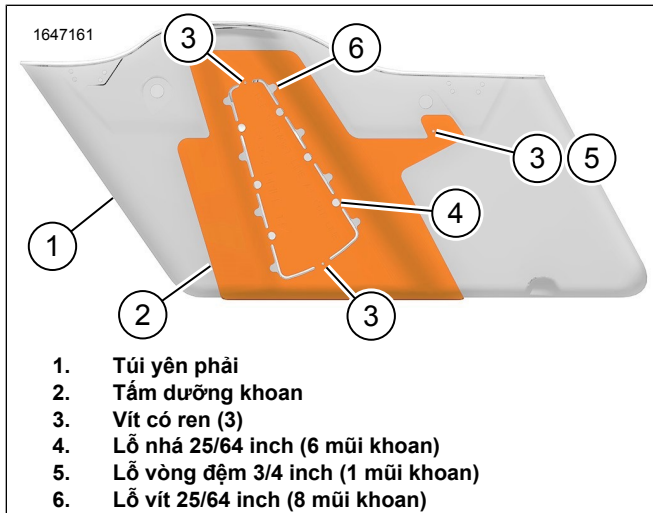 1647161
3
6
3
5
4
1
2
3
1. Túi yên phải
2. Tấm dưỡng khoan
3. Vít có ren (3)
4. Lỗ nhá 25/64 inch (6 mũi khoan)
5. Lỗ vòng đệm 3/4 inch (1 mũi khoan)
6. Lỗ vít 25/64 inch (8 mũi khoan)